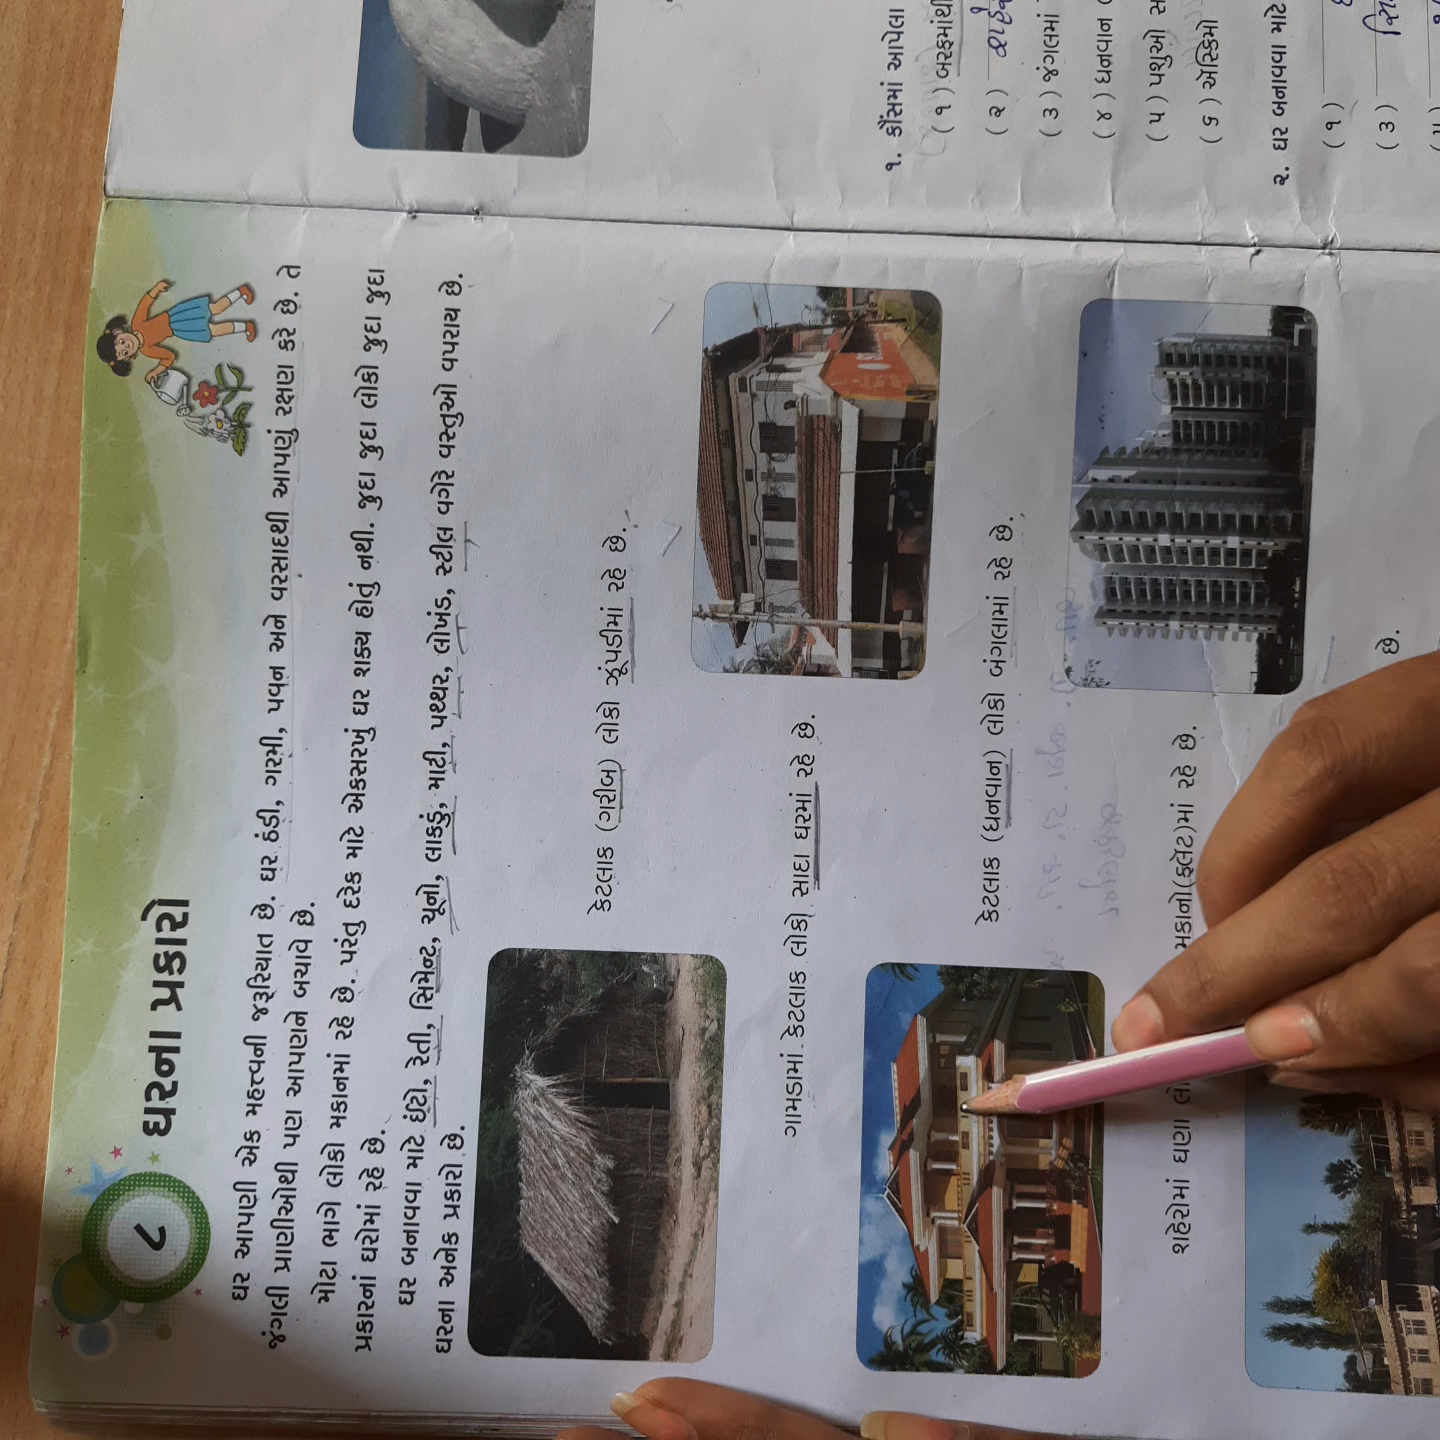 ૮
ઘરના પ્રકારો
ઘર આપણી એક મહત્ત્વની જરૂરિયાત છે. ઘર ઠંડી, ગરમી, પવન અને વરસાદથી આપણું રક્ષણ કરે છે. તે
જંગલી પ્રાણીઓથી પણ આપણને બચાવે છે.
મોટા ભાગે લોકો મકાનમાં રહે છે. પરંતુ દરેક માટે એકસરખું ઘર શક્ય હોતું નથી. જુદા જુદા લોકો જુદા જુદા
પ્રકારનાં ઘરોમાં રહે છે.
ઘર બનાવવા માટે ઈંટો, રેતી, સિમેન્ટ, ચૂનો, લાકડું, માટી, પથ્થર, લોખંડ, સ્ટીલ વગેરે વસ્તુઓ વપરાય છે.
ઘરના અનેક પ્રકારો છે.
કેટલાક (ગરીબ) લોકો ઝૂંપડીમાં રહે છે.
ગામડામાં કેટલાક લોકો સાદા ઘરમાં રહે છે.
કેટલાક (ધનવાન) લોકો બંગલામાં રહે છે.
શહેરોમાં ઘણા લો મકાનો(ફ્લેટ)માં રહે છે.
છે.
૧. કૌંસમાં આપેલા
(૧) બરફમાંથી
(૨)
(૩) જંગલમાં
(૪) ધનવાન
(૫) પશુઓ
(૬) એસ્કિમો
૨. ઘર બનાવવા માટે
(૧)
(૩)